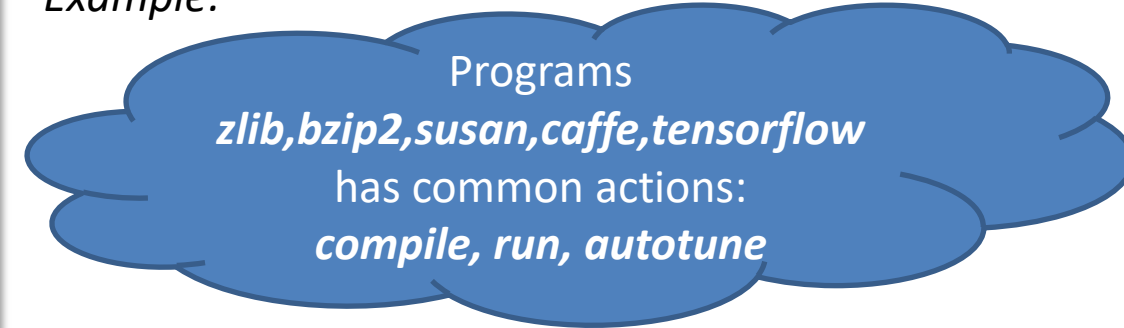 Example:
Programs
zlib,bzip2,susan,caffe,tensorflow
has common actions:
compile, run, autotune